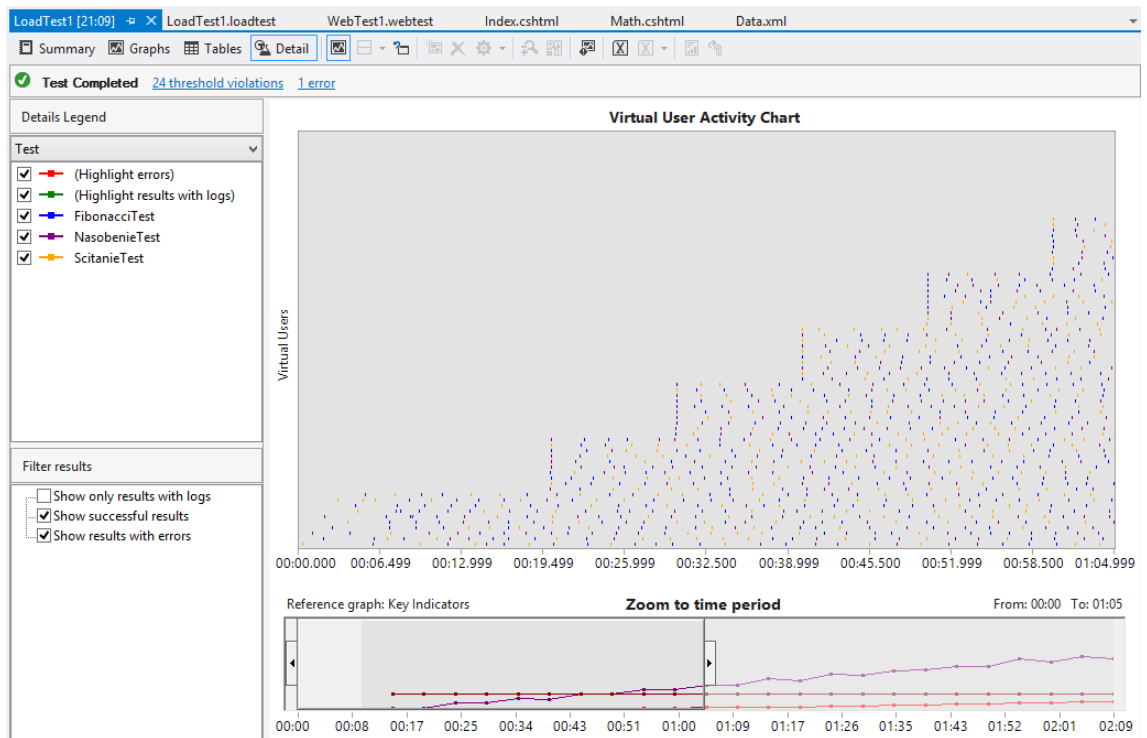 LoadTest1 [21:09] LoadTest1.loadtest WebTest1.webtest Index.cshtml Math.cshtml Data.xml
Summary Graphs Tables Detail
Test Completed 24 threshold violations 1 error
Details Legend
Test
(Highlight errors)
(Highlight results with logs)
FibonacciTest
NasobenieTest
ScitanieTest
Filter results
Show only results with logs
Show successful results
Show results with errors
Virtual User Activity Chart
Virtual Users
00:00.000 00:06.499 00:12.999 00:19.499 00:25.999 00:32.500 00:38.999 00:45.500 00:51.999 00:58.500 01:04.999
Reference graph: Key Indicators Zoom to time period From: 00:00 To: 01:05
00:00 00:08 00:17 00:25 00:34 00:43 00:51 01:00 01:09 01:17 01:26 01:35 01:43 01:52 02:01 02:09